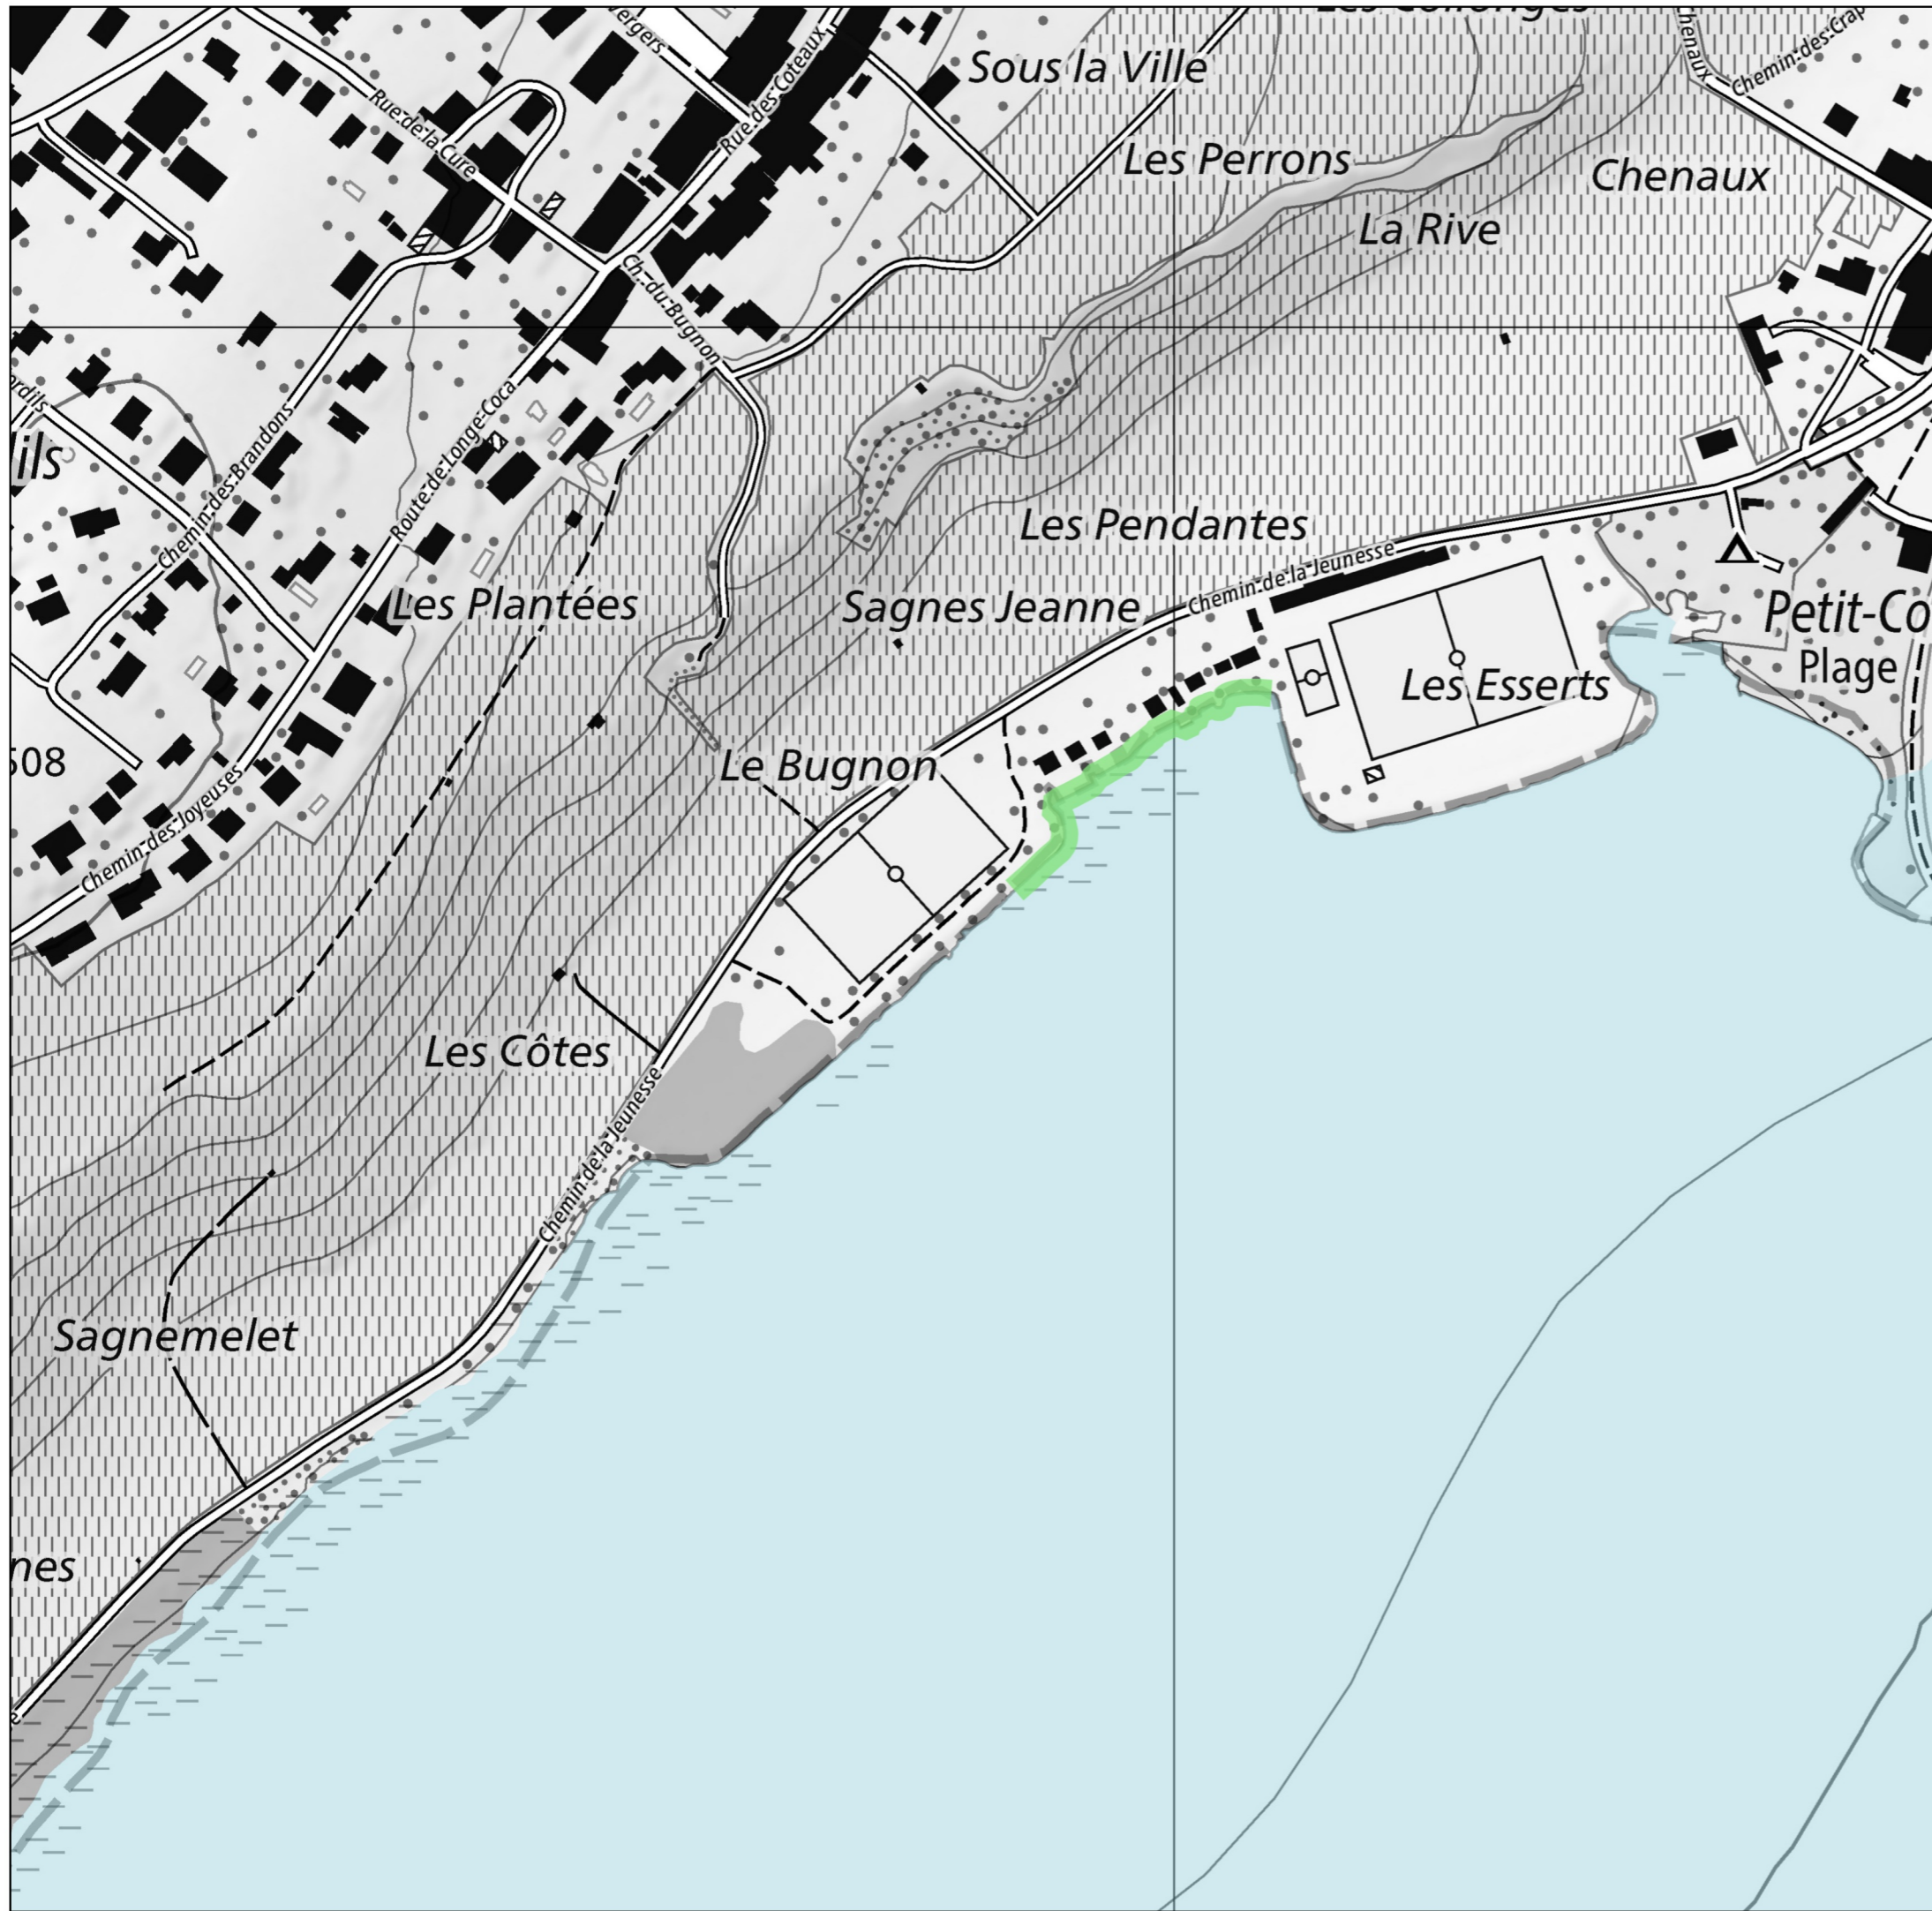 Sous la Ville
Chemin des Crap
Chenaux
Rue des Coteaux
Rue de la Cure
Les Perrons
Chenaux
La Rive
Ch. du Bugnon
Route de Longe-Coca
Chemin des Brandons
ils
Les Pendantes
Chemin de la Jeunesse
Les Plantées
Sagnes Jeanne
Petit-Co
Plage
Les Esserts
508
Le Bugnon
Chemin des Joyeuses
Les Côtes
Chemin de la Jeunesse
Sagnemelet
nes